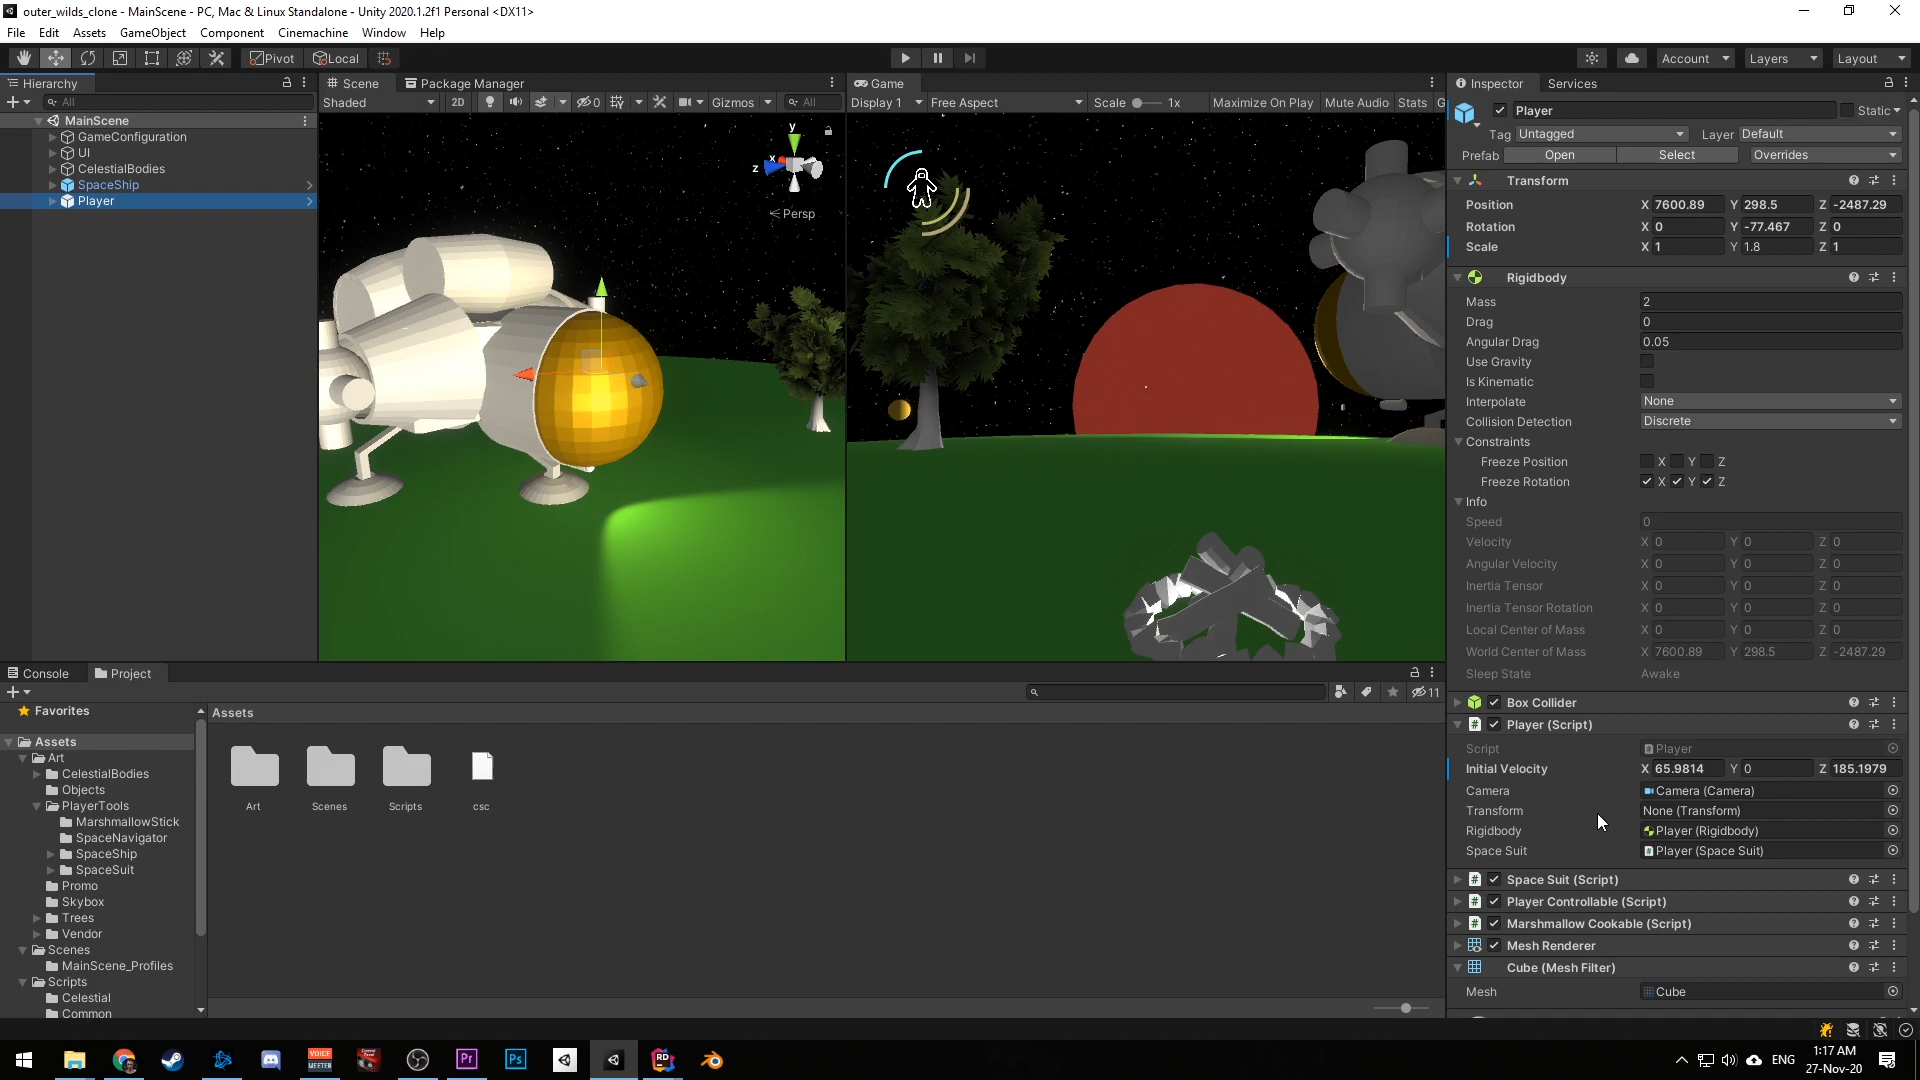 outer_wilds_clone - MainScene - PC, Mac & Linux Standalone - Unity 2020.1.2f1 Personal <DX11>
File Edit Assets GameObject Component Cinemachine Window Help
Pivot Local Account Layers Layout
Hierarchy
All
MainScene
GameConfiguration
UI
CelestialBodies
SpaceShip
Player
Scene Package Manager
Shaded 2D 0 Gizmos All
y
x
z
Persp
Game
Display 1 Free Aspect Scale 1x Maximize On Play Mute Audio Stats G
Inspector Services
Player Static
Tag Untagged Layer Default
Prefab Open Select Overrides
Transform
Position X 7600.89 Y 298.5 Z -2487.29
Rotation X 0 Y -77.467 Z 0
Scale X 1 Y 1.8 Z 1
Rigidbody
Mass 2
Drag 0
Angular Drag 0.05
Use Gravity
Is Kinematic
Interpolate None
Collision Detection Discrete
Constraints
Freeze Position X Y Z
Freeze Rotation X Y Z
Info
Speed 0
Velocity X 0 Y 0 Z 0
Angular Velocity X 0 Y 0 Z 0
Inertia Tensor X 0 Y 0 Z 0
Inertia Tensor Rotation X 0 Y 0 Z 0
Local Center of Mass X 0 Y 0 Z 0
World Center of Mass X 7600.89 Y 298.5 Z -2487.29
Sleep State Awake
Box Collider
Player (Script)
Script Player
Initial Velocity X 65.9814 Y 0 Z 185.1979
Camera Camera (Camera)
Transform None (Transform)
Rigidbody Player (Rigidbody)
Space Suit Player (Space Suit)
Space Suit (Script)
Player Controllable (Script)
Marshmallow Cookable (Script)
Mesh Renderer
Cube (Mesh Filter)
Mesh Cube
Console Project
11
Favorites
Assets
Art
CelestialBodies
Objects
PlayerTools
MarshmallowStick
SpaceNavigator
SpaceShip
SpaceSuit
Promo
Skybox
Trees
Vendor
Scenes
MainScene_Profiles
Scripts
Celestial
Common
Assets
Art Scenes Scripts csc
VOICE
MEETER
Pr Ps RD
ENG
1:17 AM
27-Nov-20